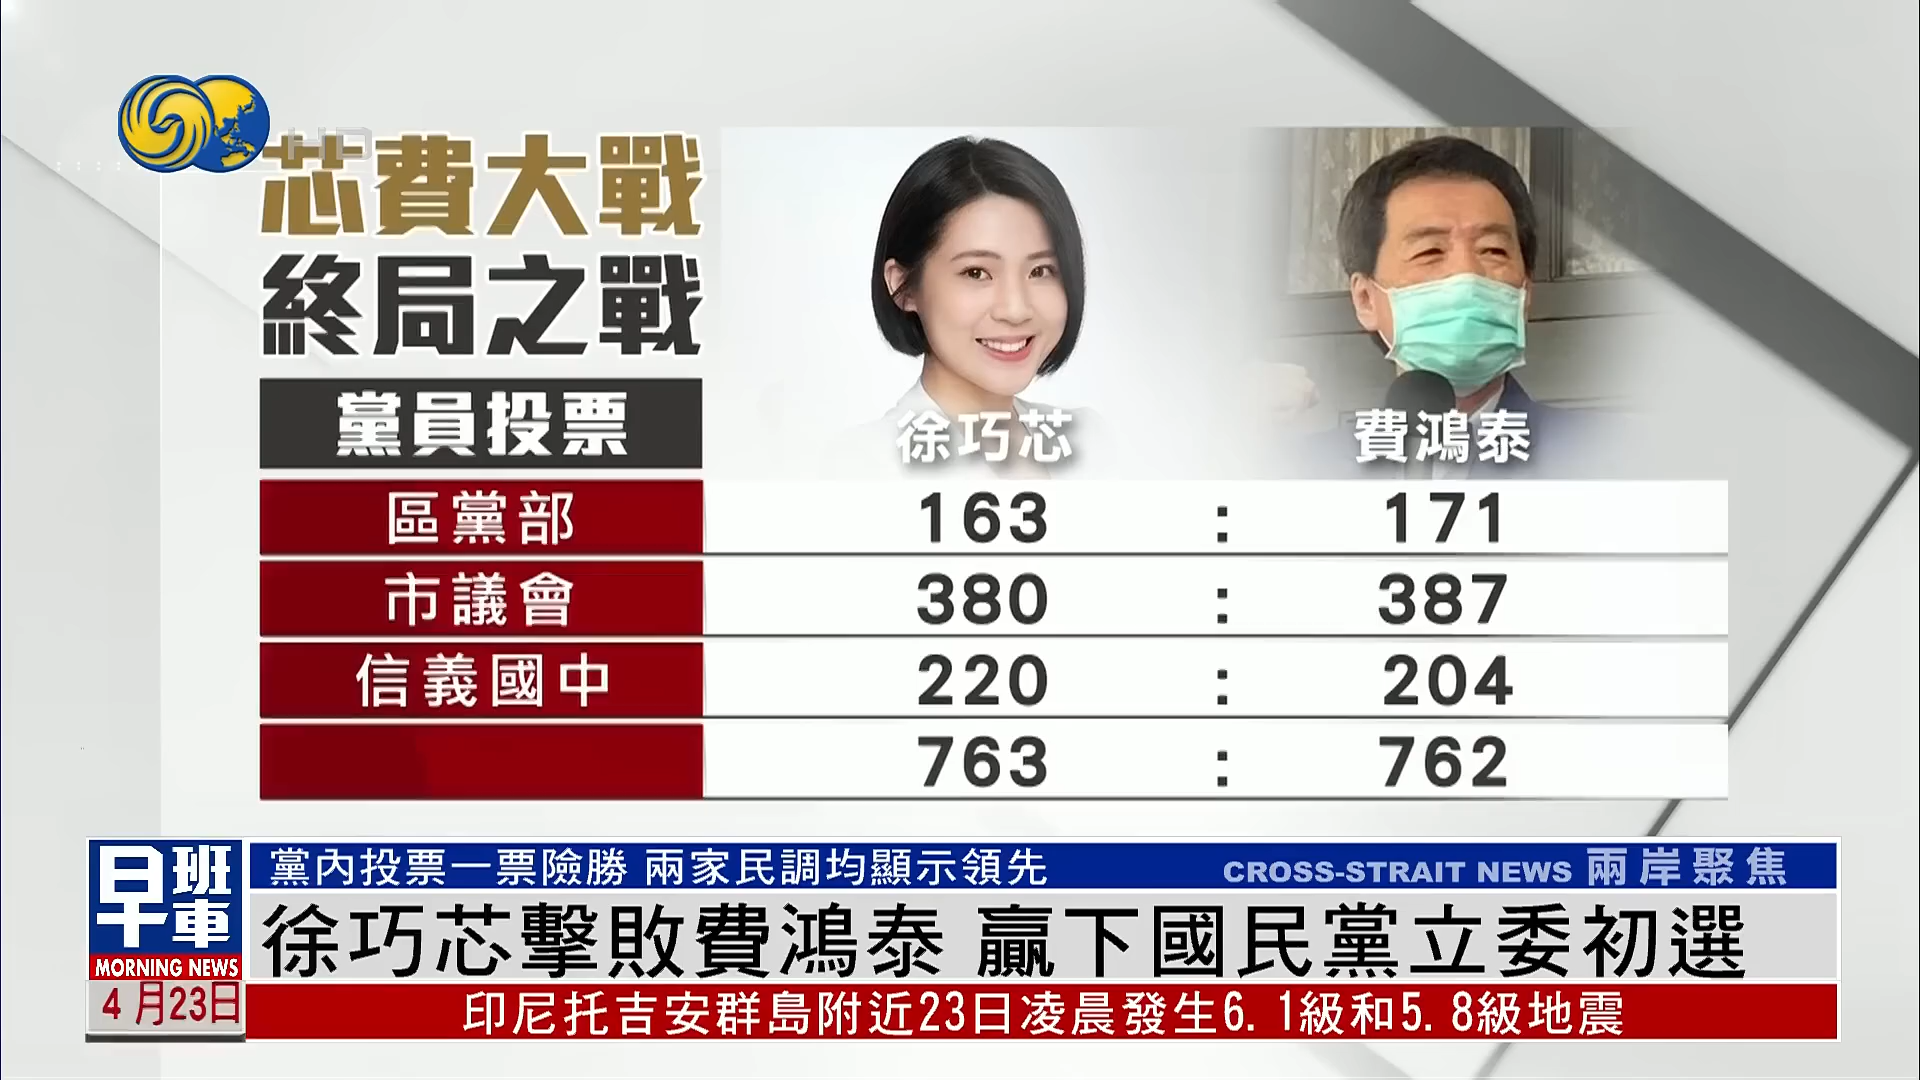 HD
芯費大戰
終局之戰
黨員投票
徐巧芯 費鴻泰
區黨部 163 : 171
市議會 380 : 387
信義國中 220 : 204
763 : 762
早班車
MORNING NEWS
4月23日
黨內投票一票險勝 兩家民調均顯示領先
CROSS-STRAIT NEWS 兩岸聚焦
徐巧芯擊敗費鴻泰 贏下國民黨立委初選
印尼托吉安群島附近23日凌晨發生6.1級和5.8級地震